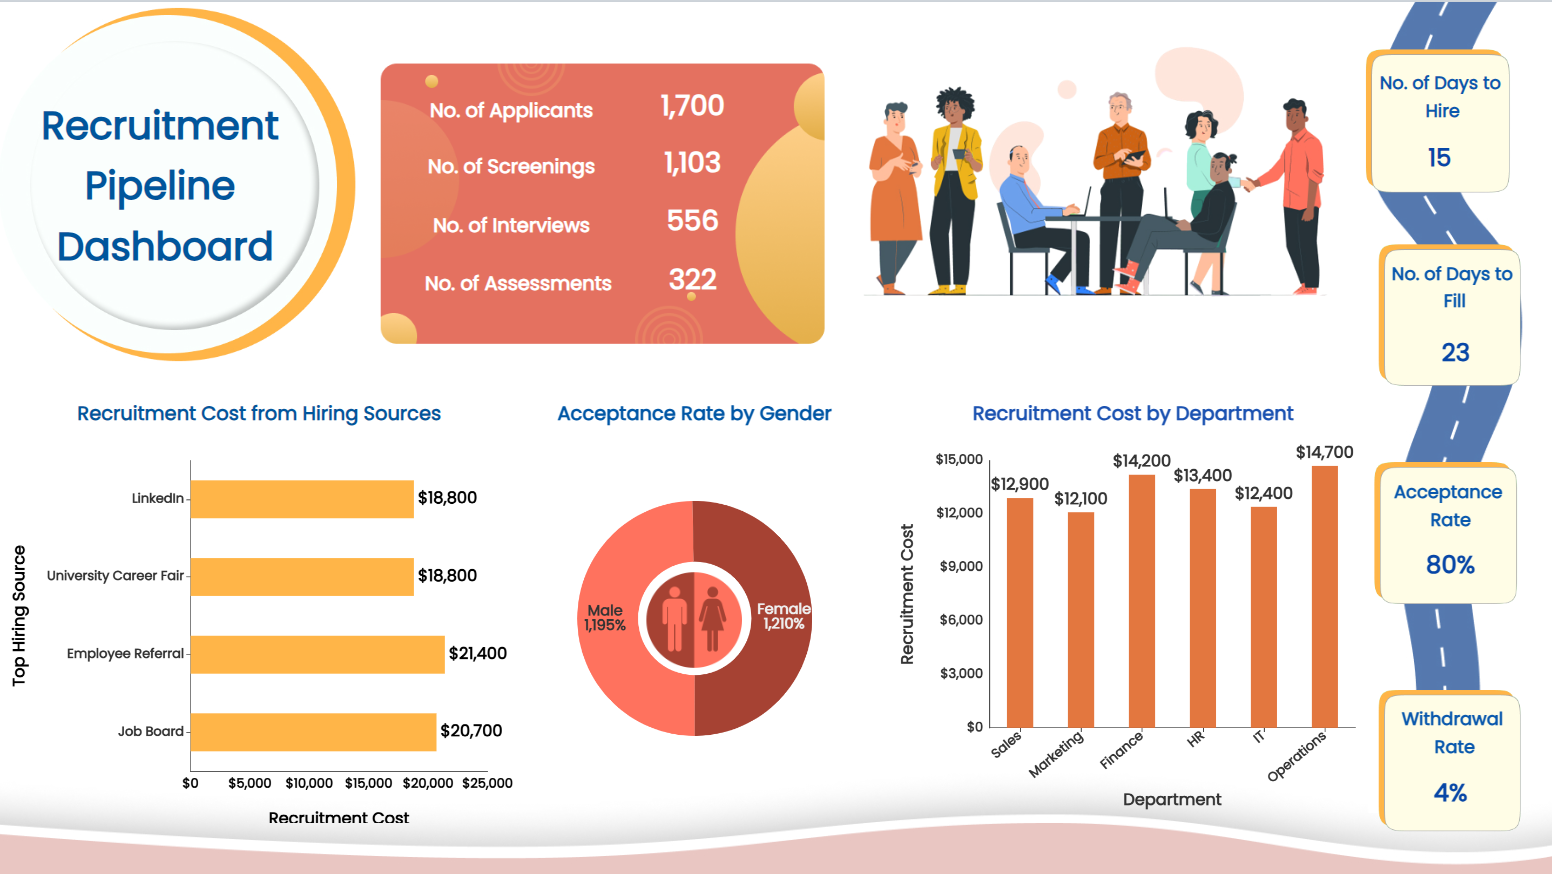 Recruitment
Pipeline
Dashboard
No. of Applicants 1,700
No. of Screenings 1,103
No. of Interviews 556
No. of Assessments 322
No. of Days to
Hire
15
No. of Days to
Fill
23
Acceptance
Rate
80%
Withdrawal
Rate
4%
Recruitment Cost from Hiring Sources
Top Hiring Source
LinkedIn $18,800
University Career Fair $18,800
Employee Referral $21,400
Job Board $20,700
$0 $5,000 $10,000 $15,000 $20,000 $25,000
Recruitment Cost
Acceptance Rate by Gender
Male
1,195%
Female
1,210%
Recruitment Cost by Department
Recruitment Cost
$15,000
$12,000
$9,000
$6,000
$3,000
$0
$12,900 $12,100 $14,200 $13,400 $12,400 $14,700
Sales Marketing Finance HR IT Operations
Department